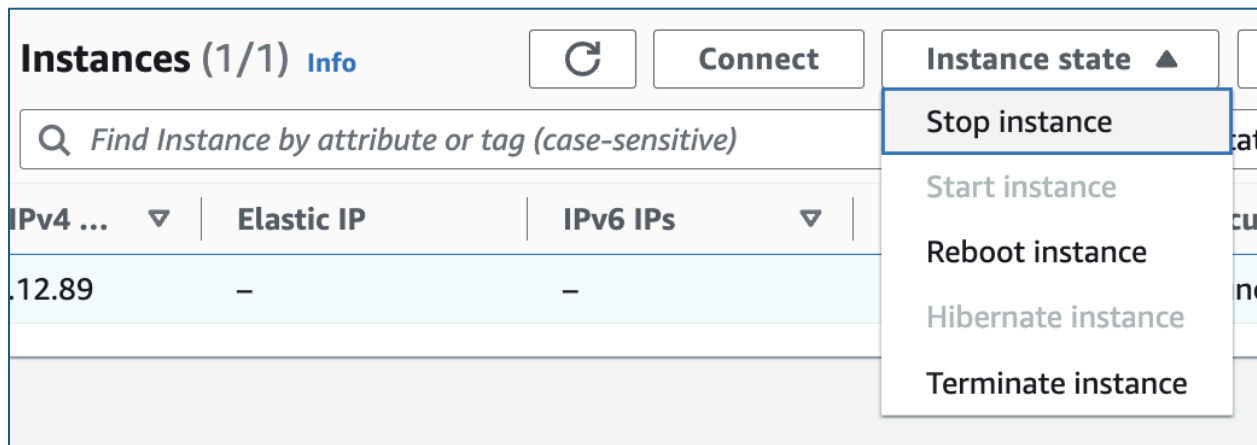 Instances (1/1) Info
Connect
Instance state
Find Instance by attribute or tag (case-sensitive)
Stop instance
Start instance
IPv4 ...
Elastic IP
IPv6 IPs
Reboot instance
.12.89
–
–
Hibernate instance
Terminate instance